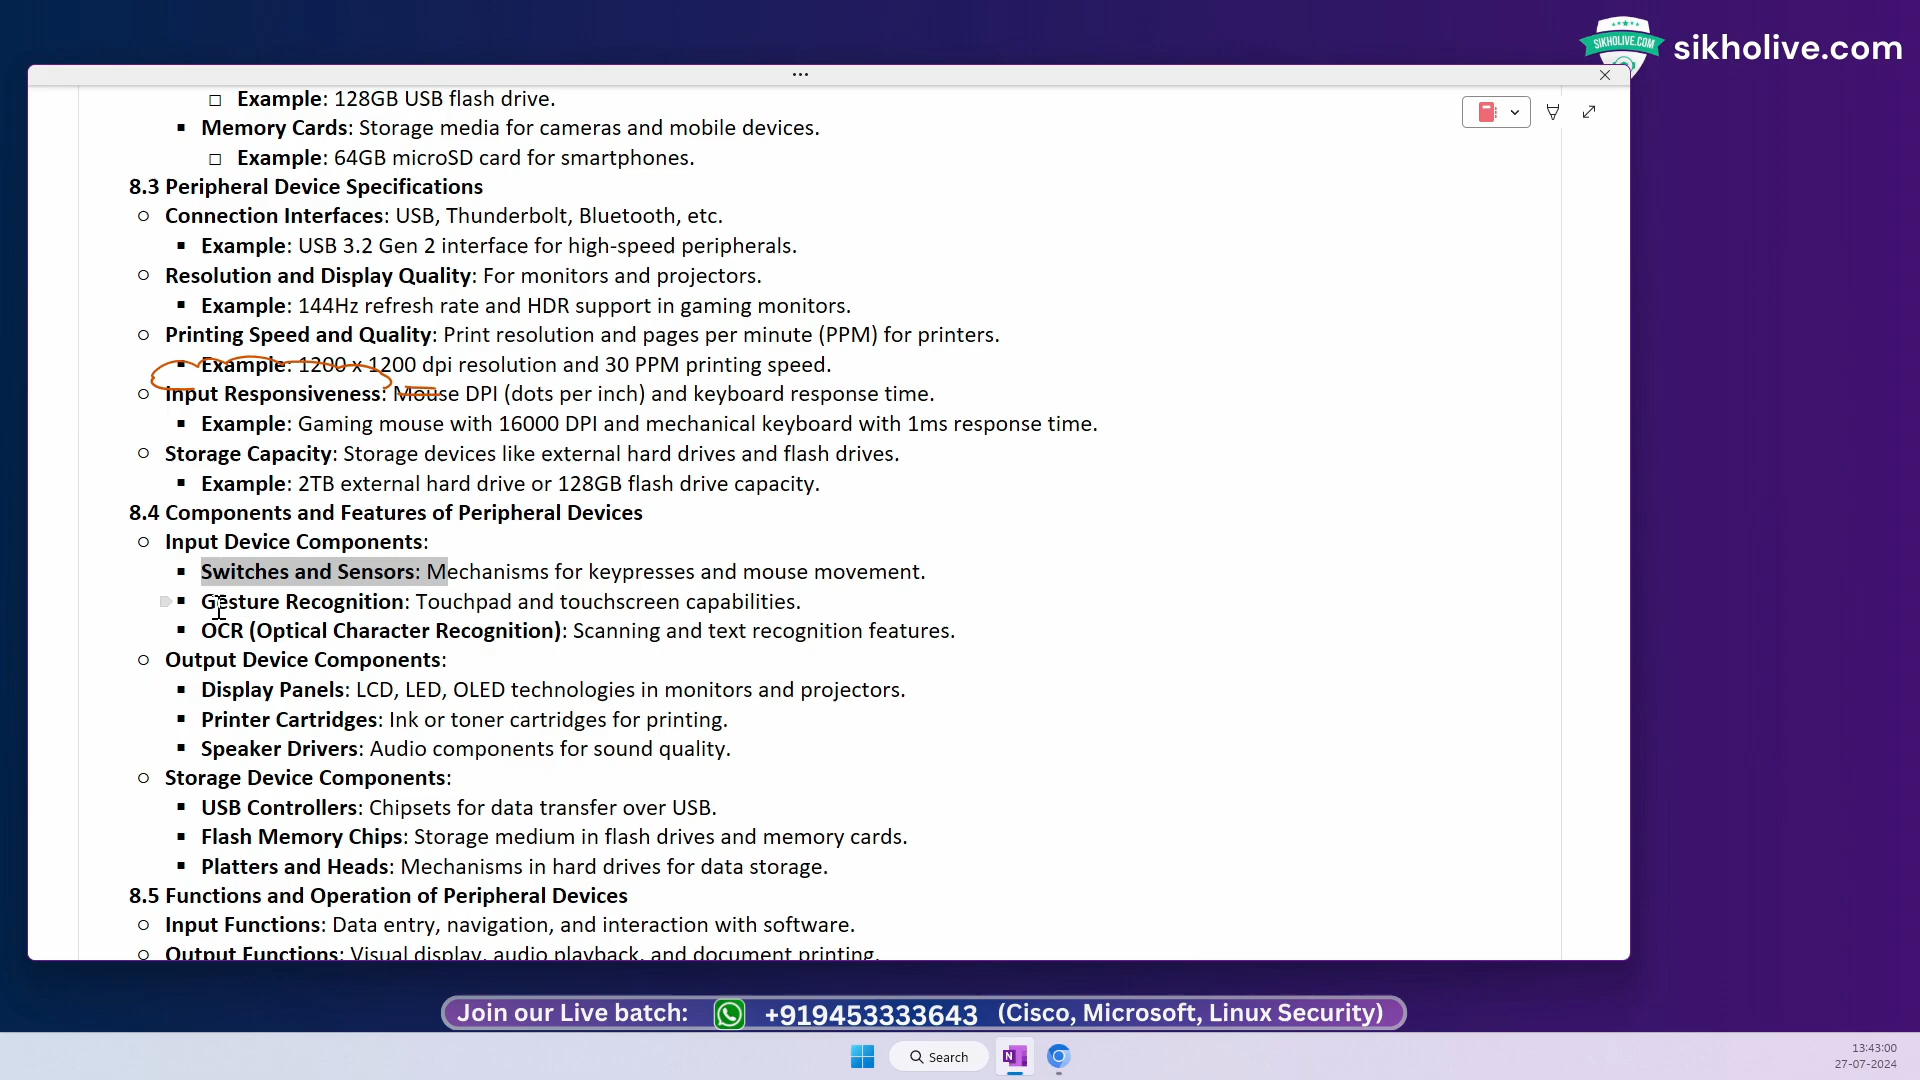 SIKHOLIVE.COM
sikholive.com
Example: 128GB USB flash drive.
Memory Cards: Storage media for cameras and mobile devices.
Example: 64GB microSD card for smartphones.
8.3 Peripheral Device Specifications
Connection Interfaces: USB, Thunderbolt, Bluetooth, etc.
Example: USB 3.2 Gen 2 interface for high-speed peripherals.
Resolution and Display Quality: For monitors and projectors.
Example: 144Hz refresh rate and HDR support in gaming monitors.
Printing Speed and Quality: Print resolution and pages per minute (PPM) for printers.
Example: 1200 x 1200 dpi resolution and 30 PPM printing speed.
Input Responsiveness: Mouse DPI (dots per inch) and keyboard response time.
Example: Gaming mouse with 16000 DPI and mechanical keyboard with 1ms response time.
Storage Capacity: Storage devices like external hard drives and flash drives.
Example: 2TB external hard drive or 128GB flash drive capacity.
8.4 Components and Features of Peripheral Devices
Input Device Components:
Switches and Sensors: Mechanisms for keypresses and mouse movement.
Gesture Recognition: Touchpad and touchscreen capabilities.
OCR (Optical Character Recognition): Scanning and text recognition features.
Output Device Components:
Display Panels: LCD, LED, OLED technologies in monitors and projectors.
Printer Cartridges: Ink or toner cartridges for printing.
Speaker Drivers: Audio components for sound quality.
Storage Device Components:
USB Controllers: Chipsets for data transfer over USB.
Flash Memory Chips: Storage medium in flash drives and memory cards.
Platters and Heads: Mechanisms in hard drives for data storage.
8.5 Functions and Operation of Peripheral Devices
Input Functions: Data entry, navigation, and interaction with software.
Output Functions: Visual display, audio playback, and document printing.
Join our Live batch: +919453333643 (Cisco, Microsoft, Linux Security)
Search
13:43:00
27-07-2024